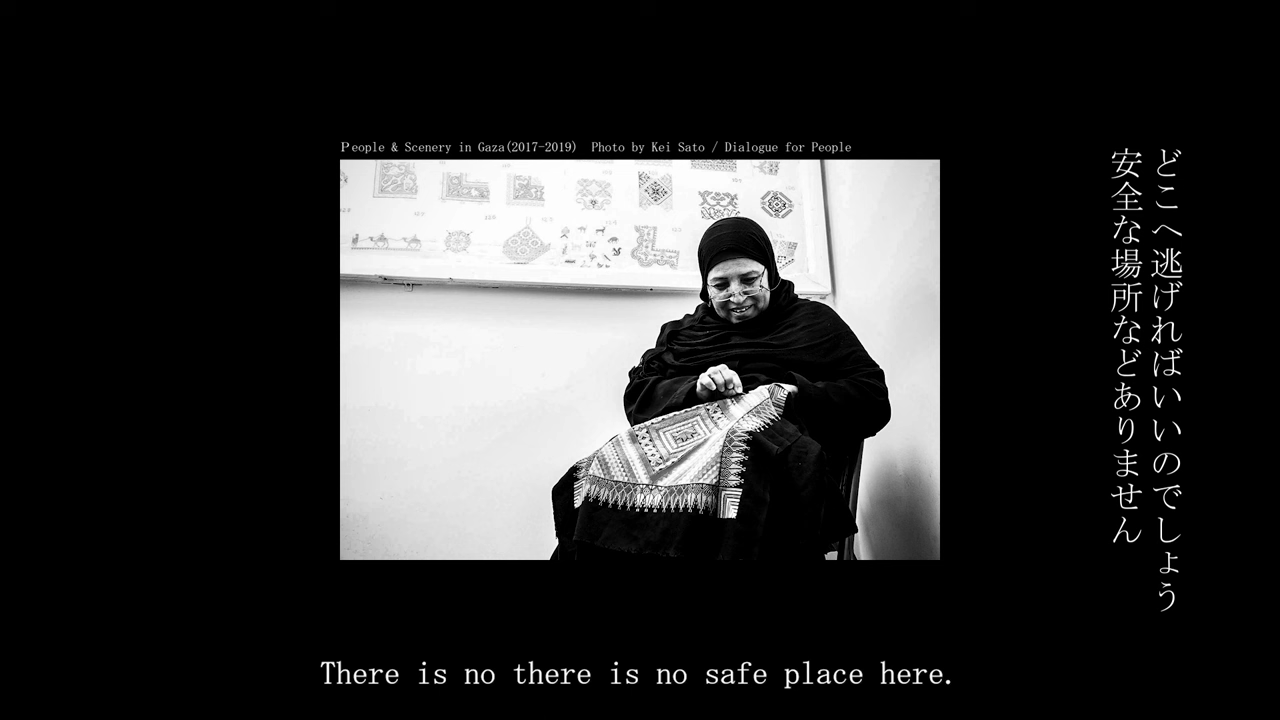 People & Scenery in Gaza(2017-2019) Photo by Kei Sato / Dialogue for People
どこへ逃げればいいのでしょう
安全な場所などありません
There is no there is no safe place here.